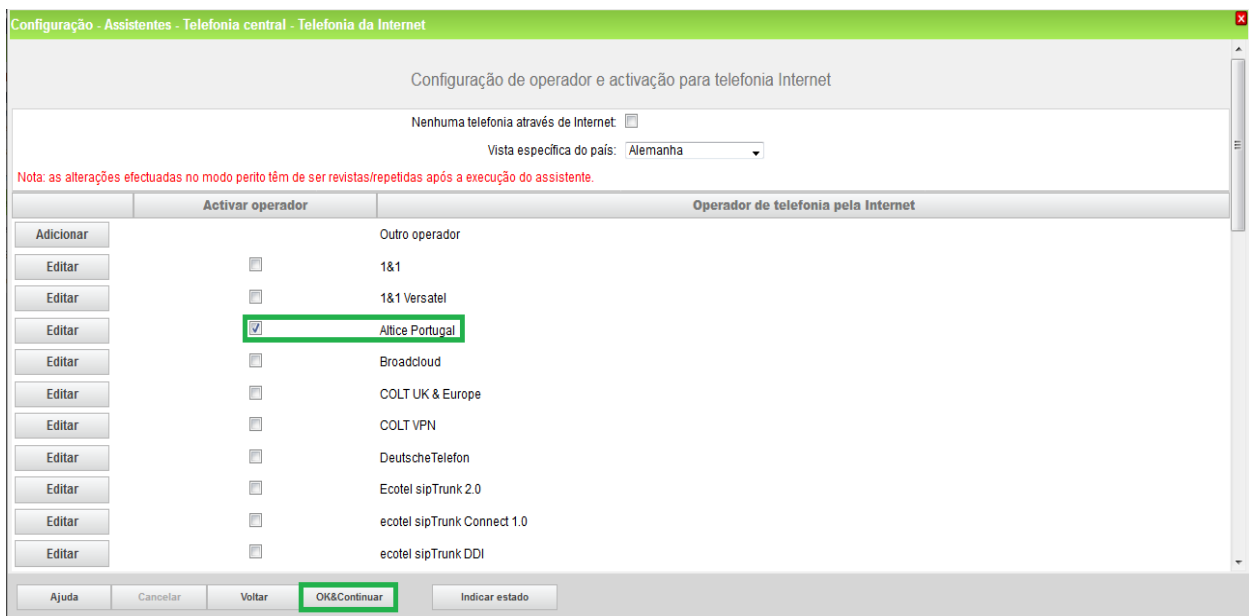 Configuração - Assistentes - Telefonia central - Telefonia da Internet
Configuração de operador e activação para telefonia Internet
Nenhuma telefonia através de Internet:
Vista específica do país: Alemanha
Nota: as alterações efectuadas no modo perito têm de ser revistas/repetidas após a execução do assistente.
Activar operador Operador de telefonia pela Internet
Adicionar Outro operador
Editar 1&1
Editar 1&1 Versatel
Editar Altice Portugal
Editar Broadcloud
Editar COLT UK & Europe
Editar COLT VPN
Editar DeutscheTelefon
Editar Ecotel sipTrunk 2.0
Editar ecotel sipTrunk Connect 1.0
Editar ecotel sipTrunk DDI
Ajuda Cancelar Voltar OK&Continuar Indicar estado